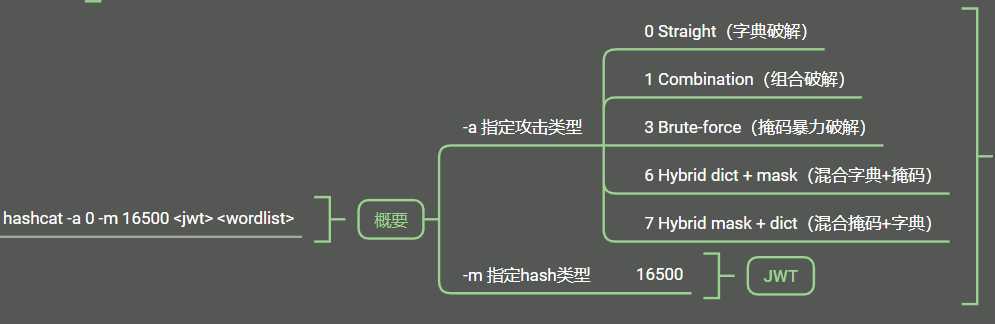 hashcat -a 0 -m 16500 <jwt> <wordlist>
概要
-a 指定攻击类型
0 Straight（字典破解）
1 Combination（组合破解）
3 Brute-force（掩码暴力破解）
6 Hybrid dict + mask（混合字典+掩码）
7 Hybrid mask + dict（混合掩码+字典）
-m 指定hash类型
16500
JWT